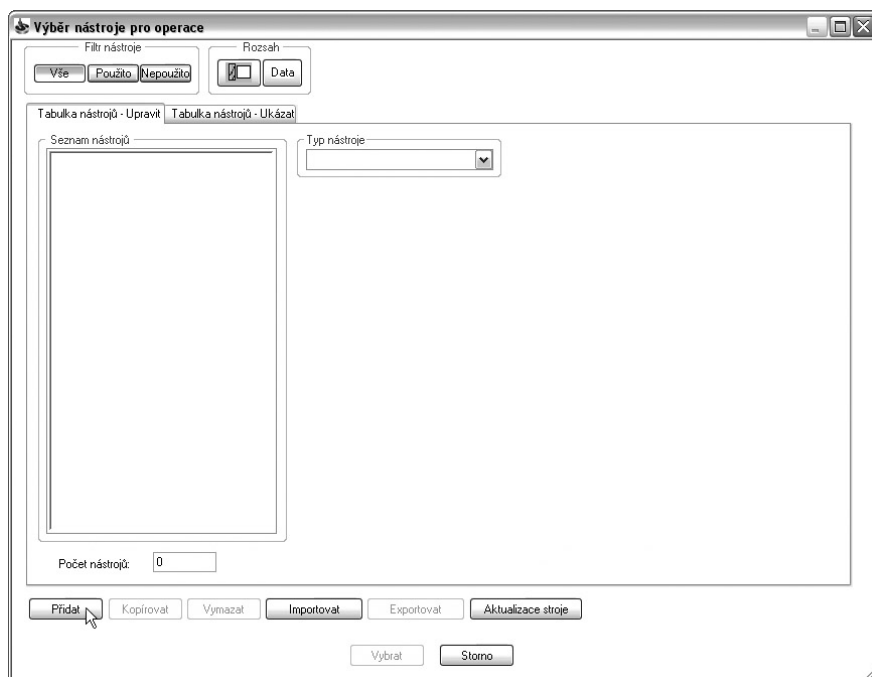 Výběr nástroje pro operace
Filtr nástroje
Rozsah
Vše Použito Nepoužito
Data
Tabulka nástrojů - Upravit Tabulka nástrojů - Ukázat
Seznam nástrojů
Typ nástroje
Počet nástrojů: 0
Přidat Kopírovat Vymazat Importovat Exportovat Aktualizace stroje
Vybrat Storno